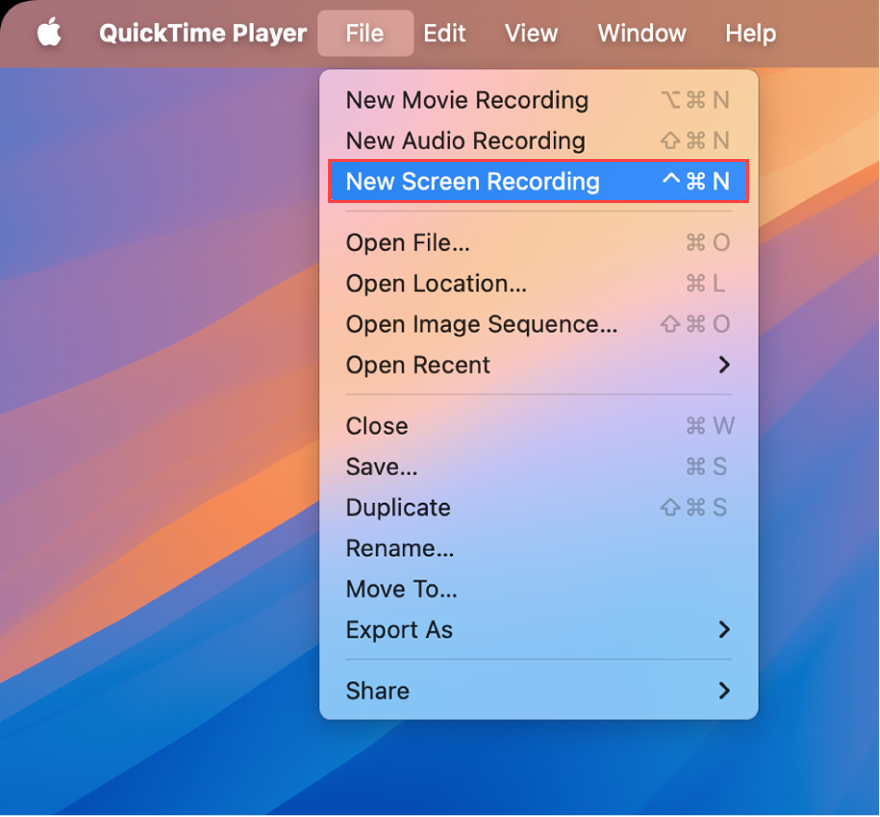 QuickTime Player File Edit View Window Help
New Movie Recording ⌥⌘N
New Audio Recording ⇧⌘N
New Screen Recording ^⌘N
Open File... ⌘O
Open Location... ⌘L
Open Image Sequence... ⇧⌘O
Open Recent
Close ⌘W
Save... ⌘S
Duplicate ⇧⌘S
Rename...
Move To...
Export As
Share